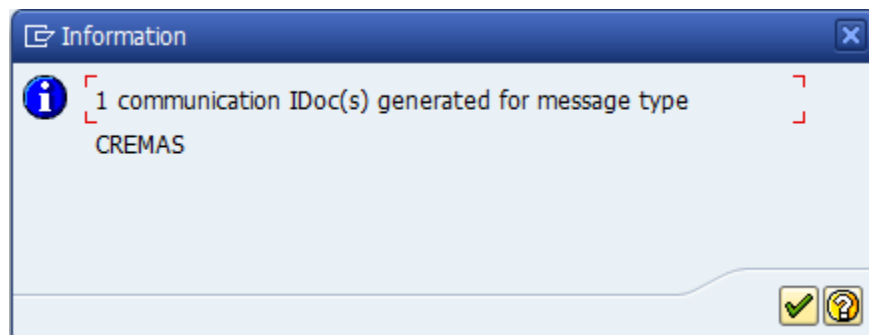 Information
1 communication IDoc(s) generated for message type
CREMAS